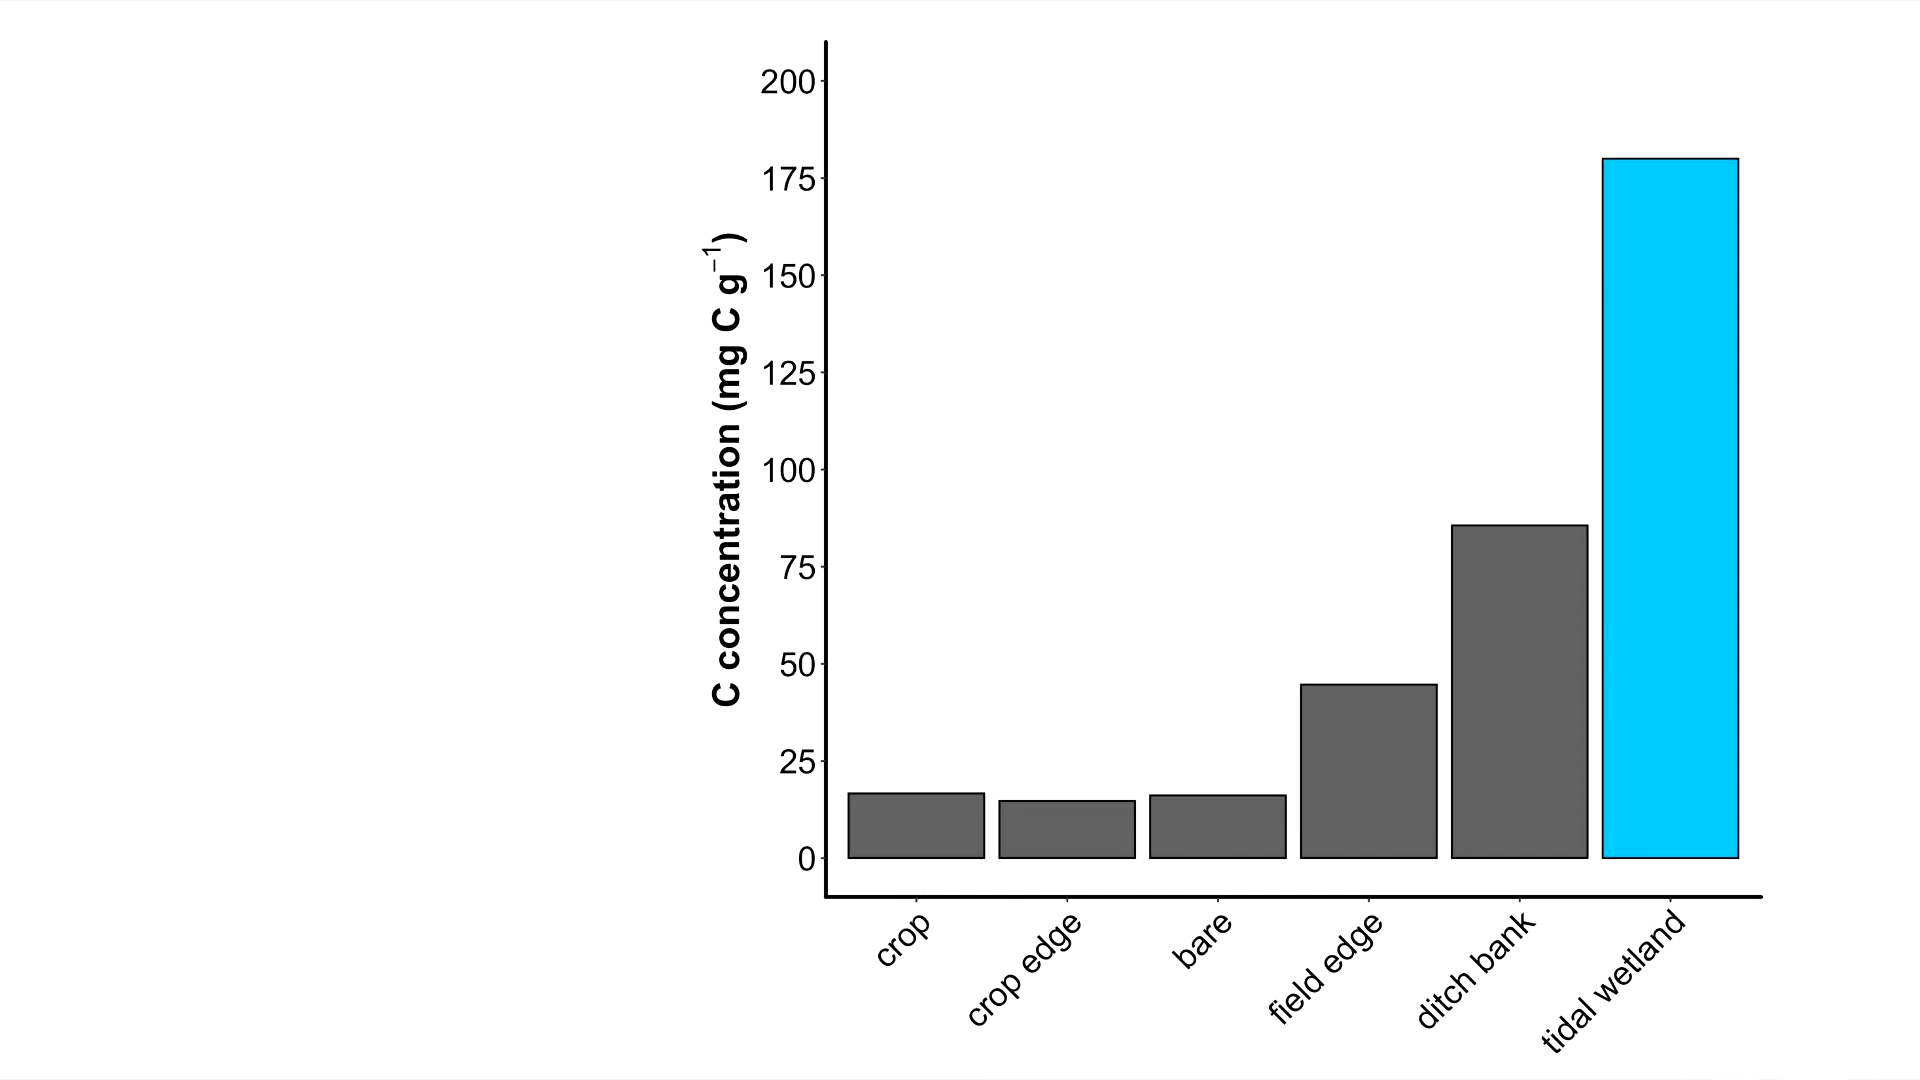 C concentration (mg C g⁻¹)
200
175
150
125
100
75
50
25
0
crop
crop edge
bare
field edge
ditch bank
tidal wetland